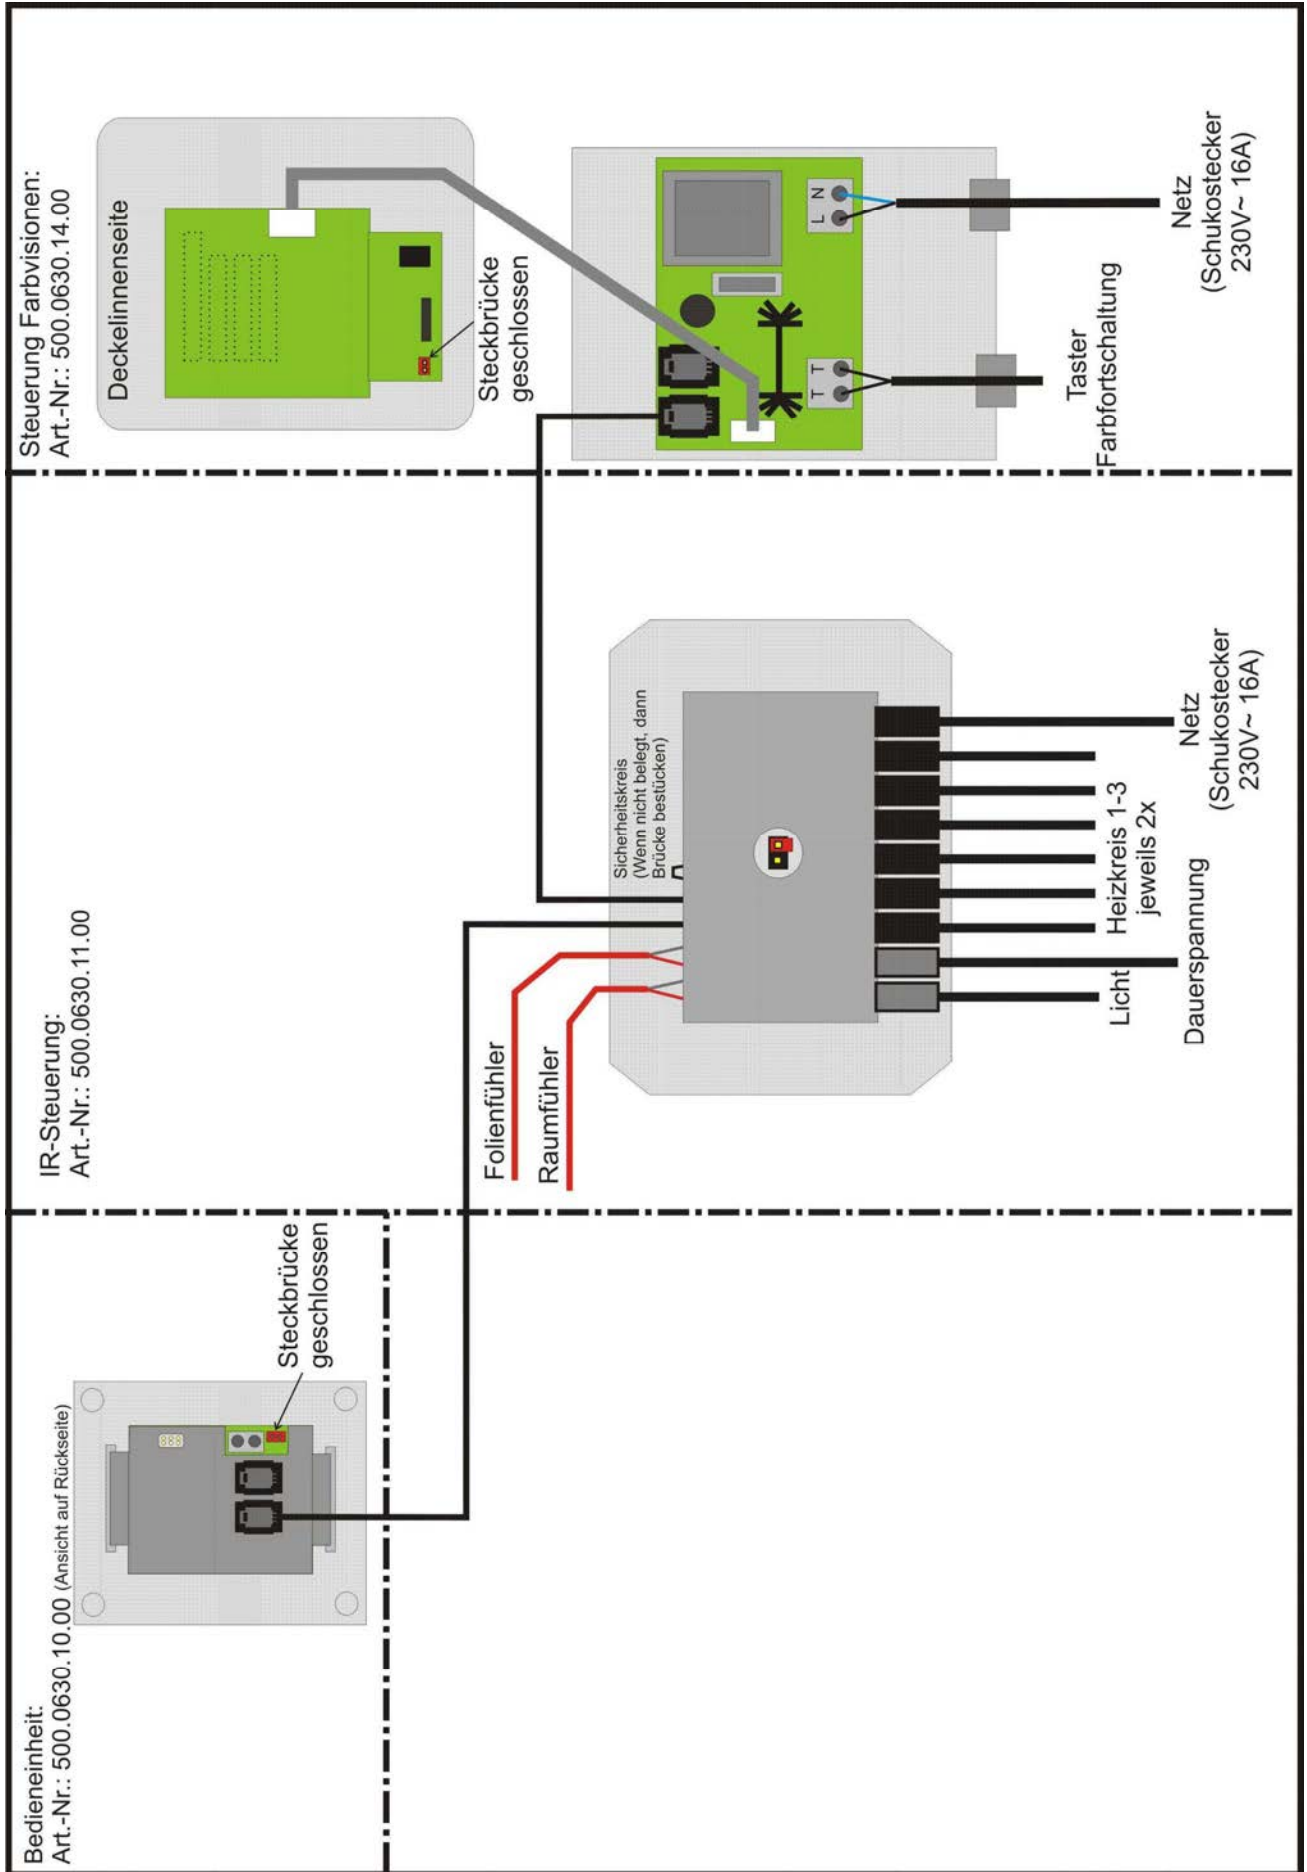 Bedieneinheit:
Art.-Nr.: 500.0630.10.00 (Ansicht auf Rückseite)
Steckbrücke
geschlossen
IR-Steuerung:
Art.-Nr.: 500.0630.11.00
Folienfühler
Raumfühler
Sicherheitskreis
(Wenn nicht belegt, dann
Brücke bestücken)
Licht
Dauerspannung
Heizkreis 1-3
jeweils 2x
Netz
(Schukostecker
230V~ 16A)
Steuerung Farbvisionen:
Art.-Nr.: 500.0630.14.00
Deckelinnenseite
Steckbrücke
geschlossen
T T
L N
Taster
Farbfortschaltung
Netz
(Schukostecker
230V~ 16A)